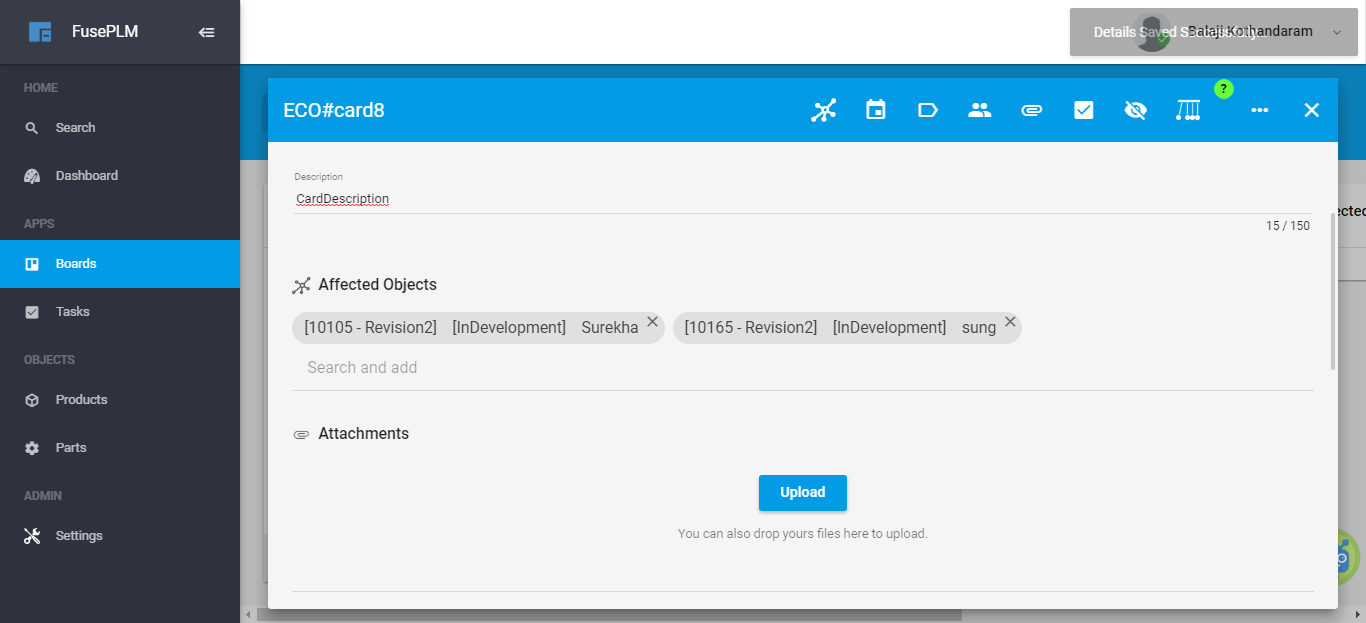 FusePLM
HOME
Search
Dashboard
APPS
Boards
Tasks
OBJECTS
Products
Parts
ADMIN
Settings
Details Saved Successfully.
Balaji Kothandaram
ECO#card8
?
Description
CardDescription
15 / 150
ected
Affected Objects
[10105 - Revision2] [InDevelopment] Surekha
[10165 - Revision2] [InDevelopment] sung
Search and add
Attachments
Upload
You can also drop yours files here to upload.